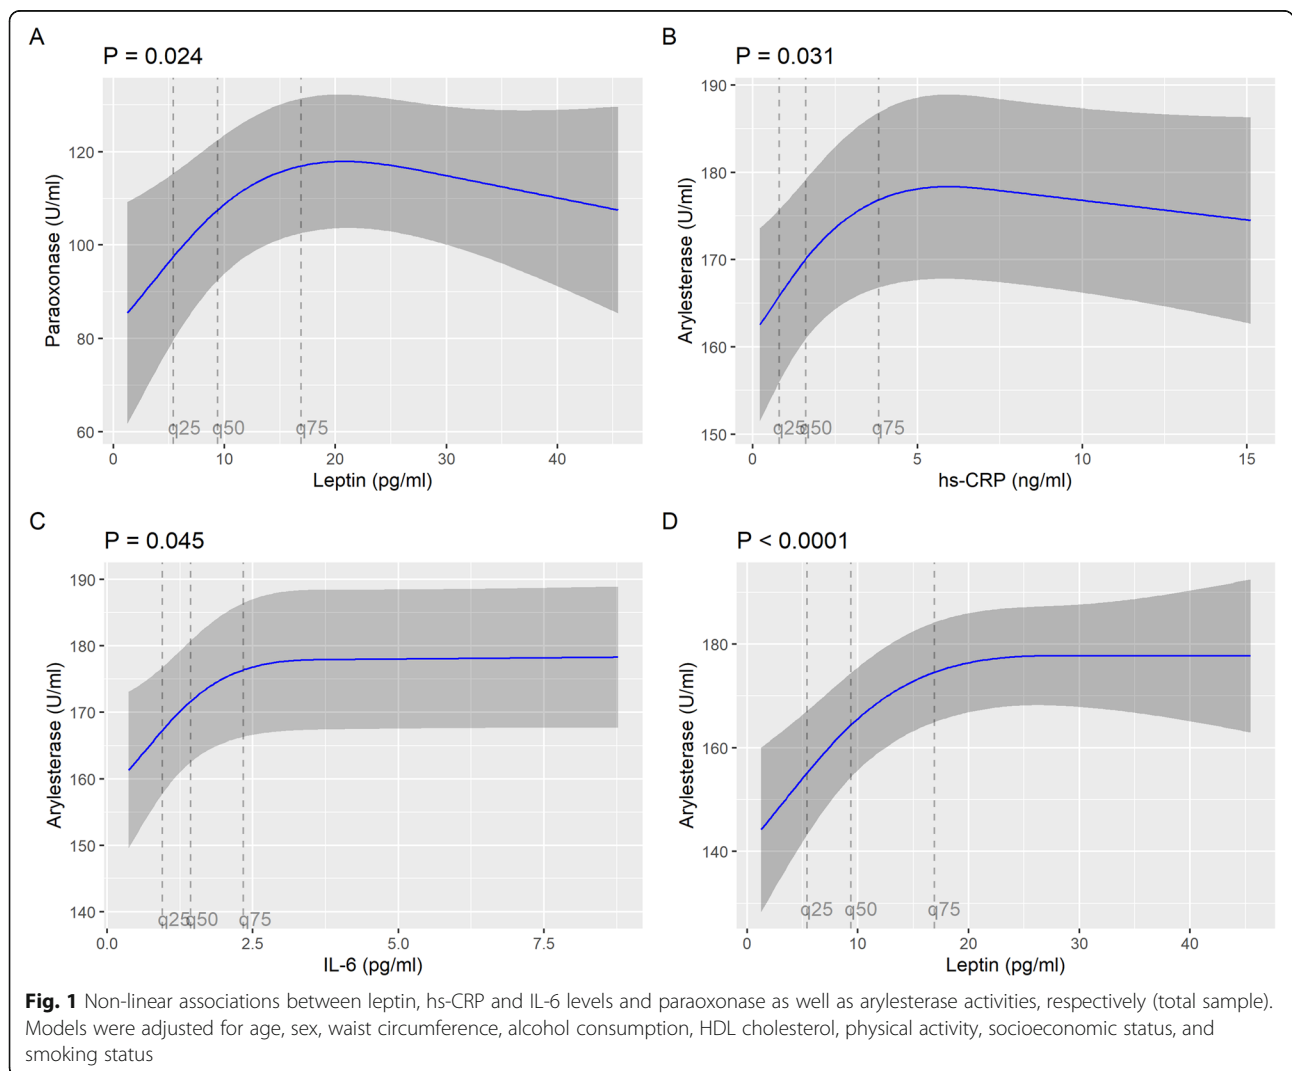 A
P = 0.024
Paraoxonase (U/ml)
120
100
80
60
q25 q50 q75
0 10 20 30 40
Leptin (pg/ml)
B
P = 0.031
Arylesterase (U/ml)
190
180
170
160
150
q25 q50 q75
0 5 10 15
hs-CRP (ng/ml)
C
P = 0.045
Arylesterase (U/ml)
190
180
170
160
150
140
q25 q50 q75
0.0 2.5 5.0 7.5
IL-6 (pg/ml)
D
P < 0.0001
Arylesterase (U/ml)
180
160
140
q25 q50 q75
0 10 20 30 40
Leptin (pg/ml)
Fig. 1 Non-linear associations between leptin, hs-CRP and IL-6 levels and paraoxonase as well as arylesterase activities, respectively (total sample).
Models were adjusted for age, sex, waist circumference, alcohol consumption, HDL cholesterol, physical activity, socioeconomic status, and
smoking status